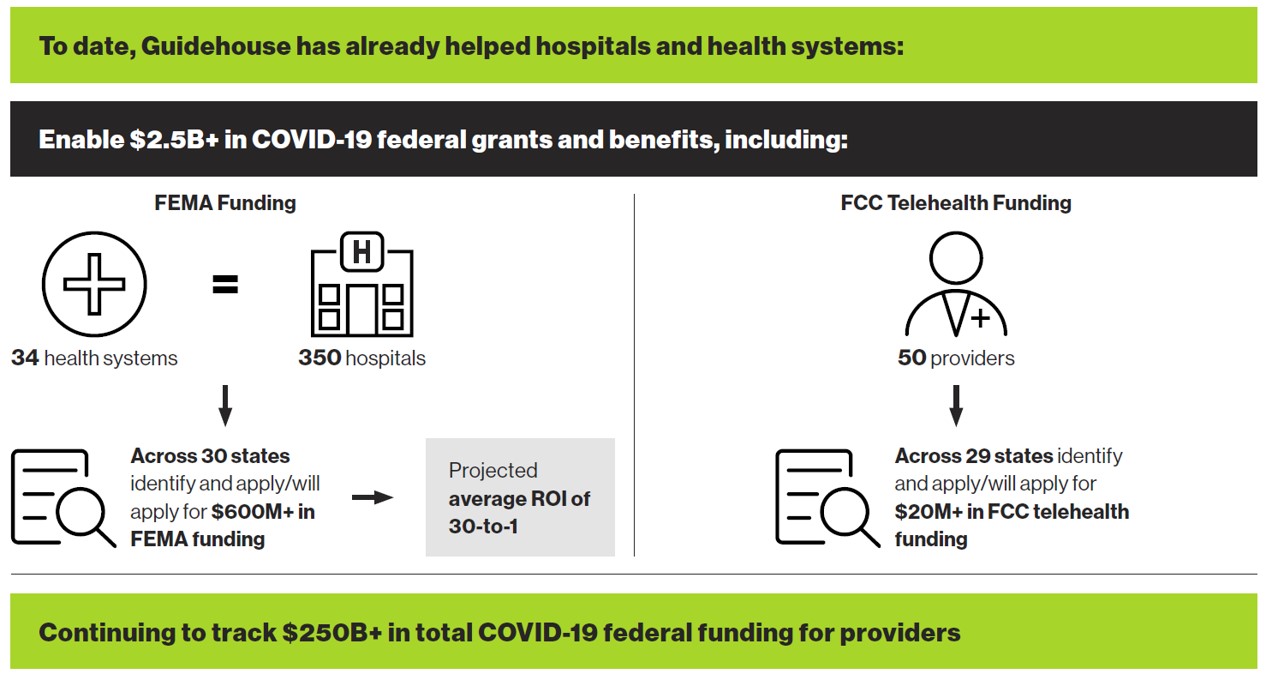 To date, Guidehouse has already helped hospitals and health systems:
Enable $2.5B+ in COVID-19 federal grants and benefits, including:
FEMA Funding
H
=
34 health systems
350 hospitals
Across 30 states
identify and apply/will
apply for $600M+ in
FEMA funding
Projected
average ROI of
30-to-1
FCC Telehealth Funding
50 providers
Across 29 states identify
and apply/will apply for
$20M+ in FCC telehealth
funding
Continuing to track $250B+ in total COVID-19 federal funding for providers